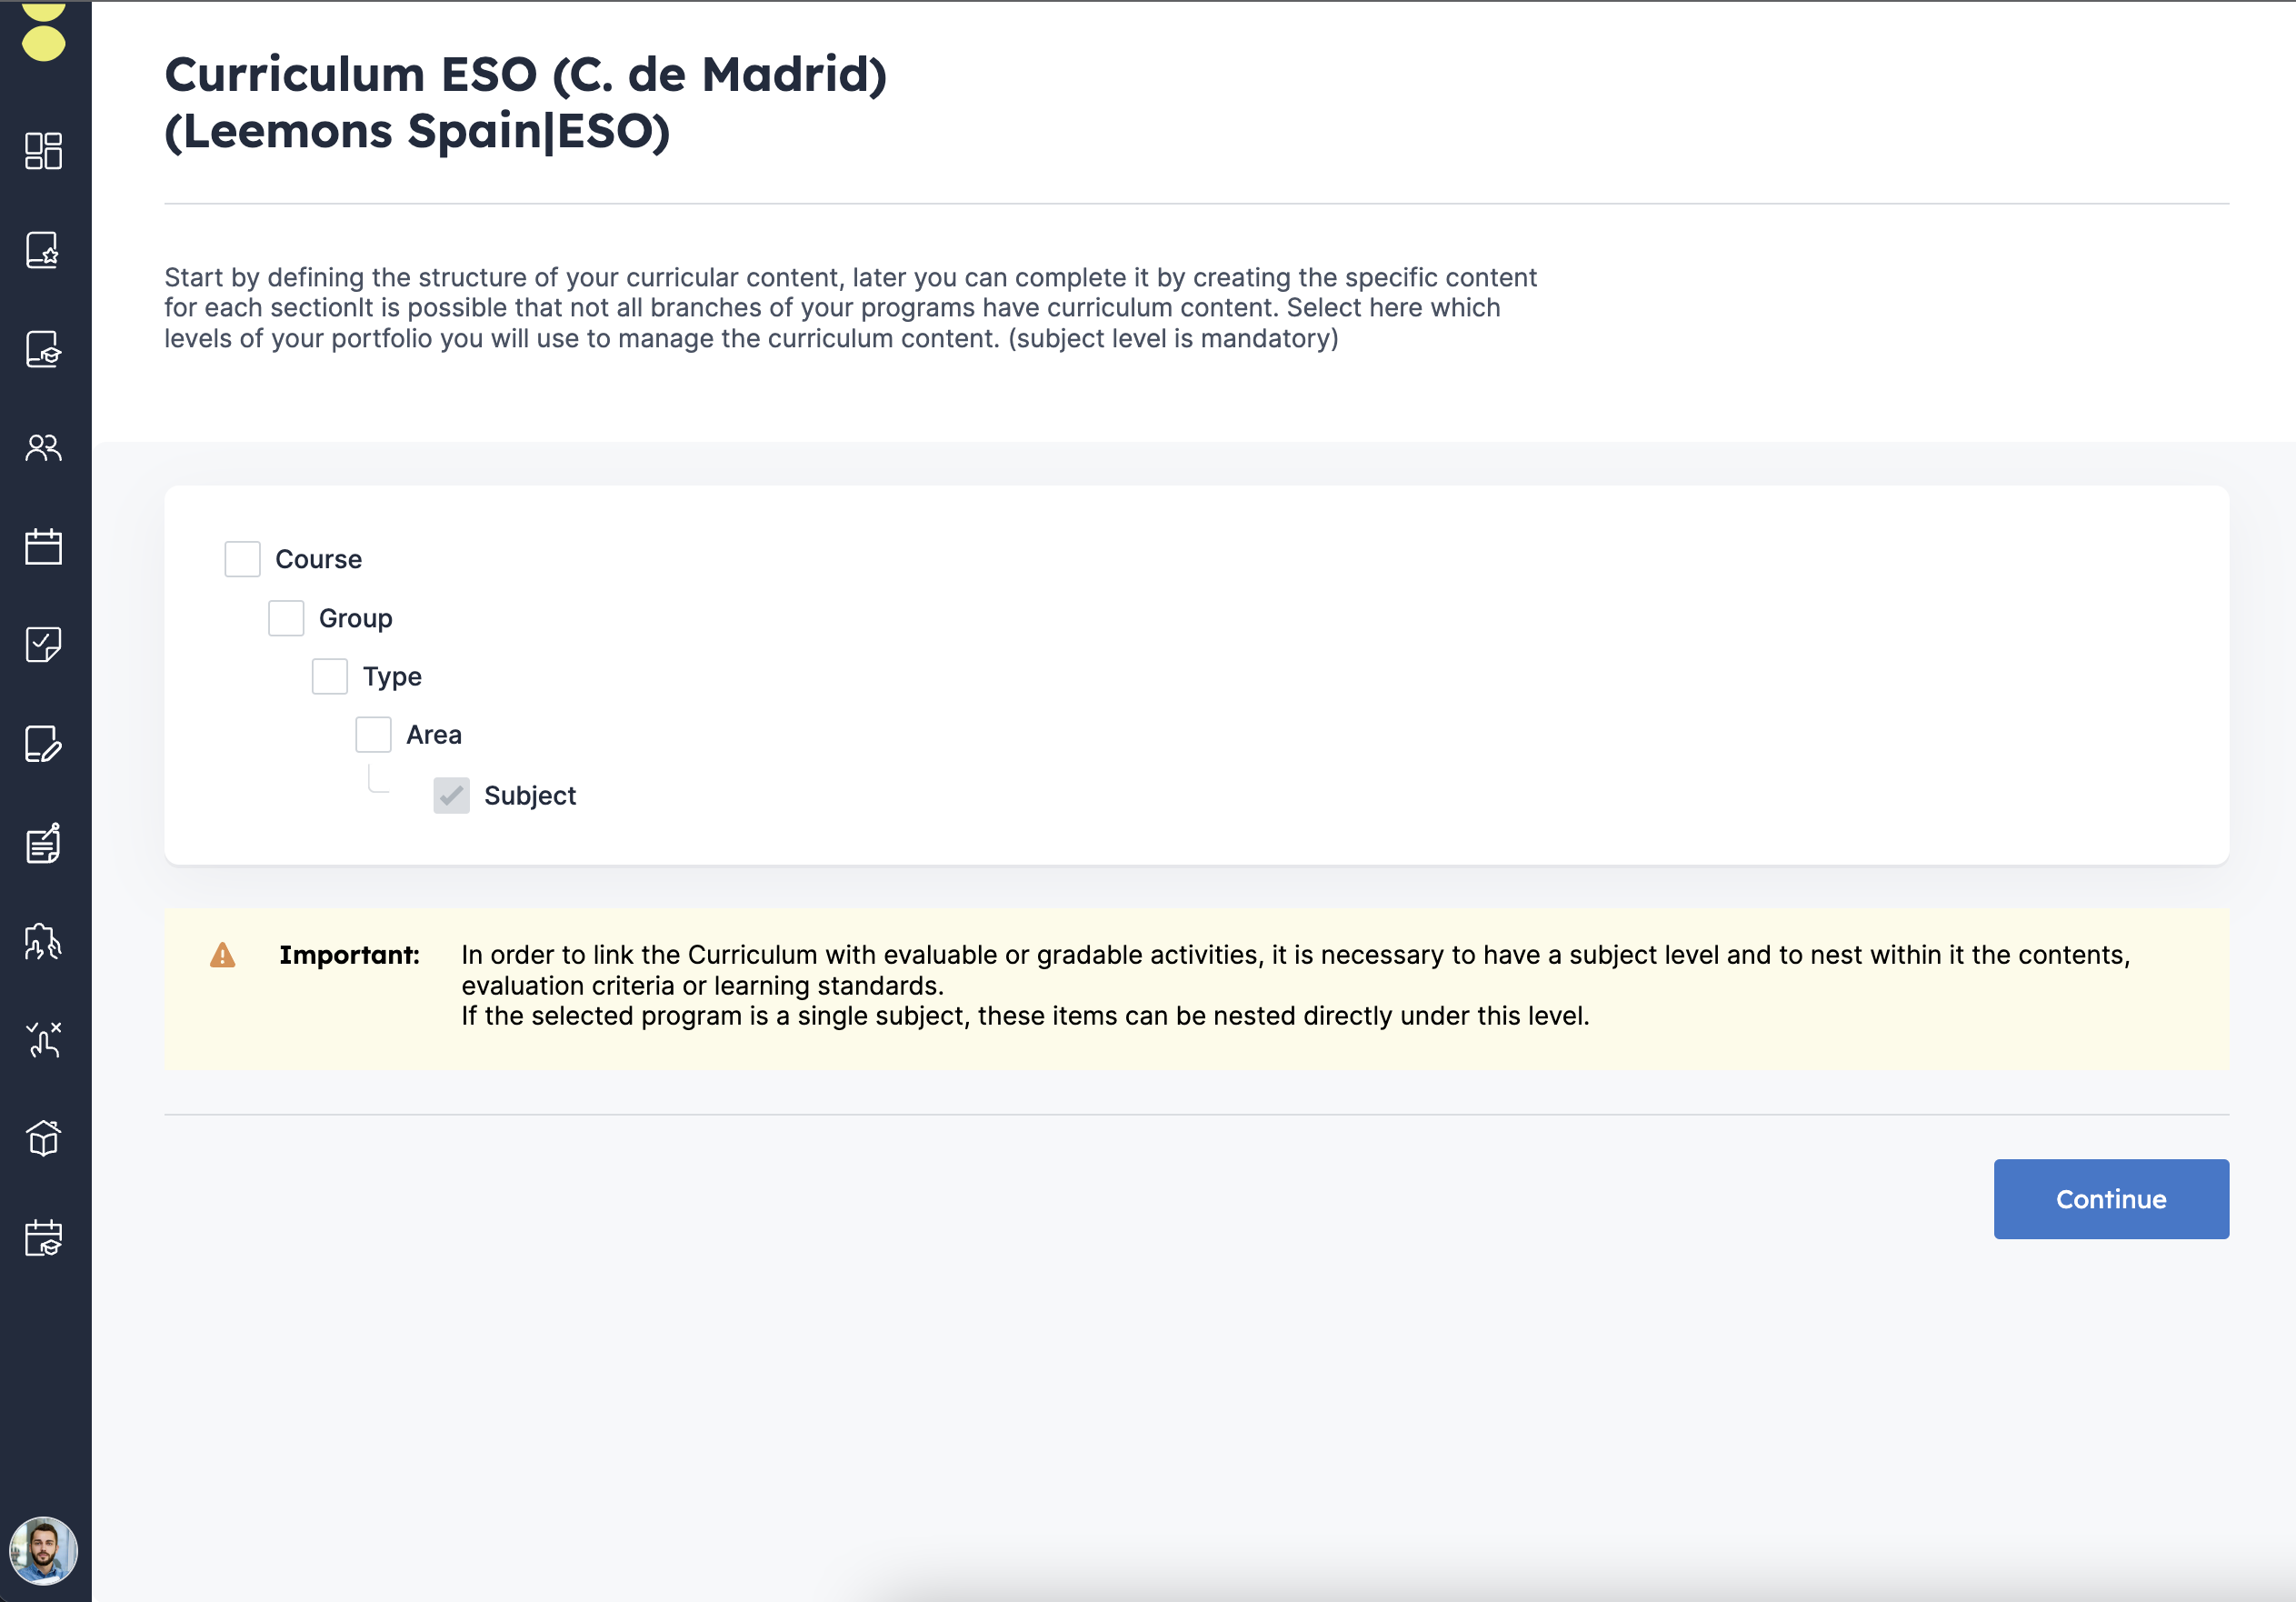 Curriculum ESO (C. de Madrid)
(Leemons Spain|ESO)
Start by defining the structure of your curricular content, later you can complete it by creating the specific content
for each sectionIt is possible that not all branches of your programs have curriculum content. Select here which
levels of your portfolio you will use to manage the curriculum content. (subject level is mandatory)
Course
Group
Type
Area
Subject
Important: In order to link the Curriculum with evaluable or gradable activities, it is necessary to have a subject level and to nest within it the contents,
evaluation criteria or learning standards.
If the selected program is a single subject, these items can be nested directly under this level.
Continue